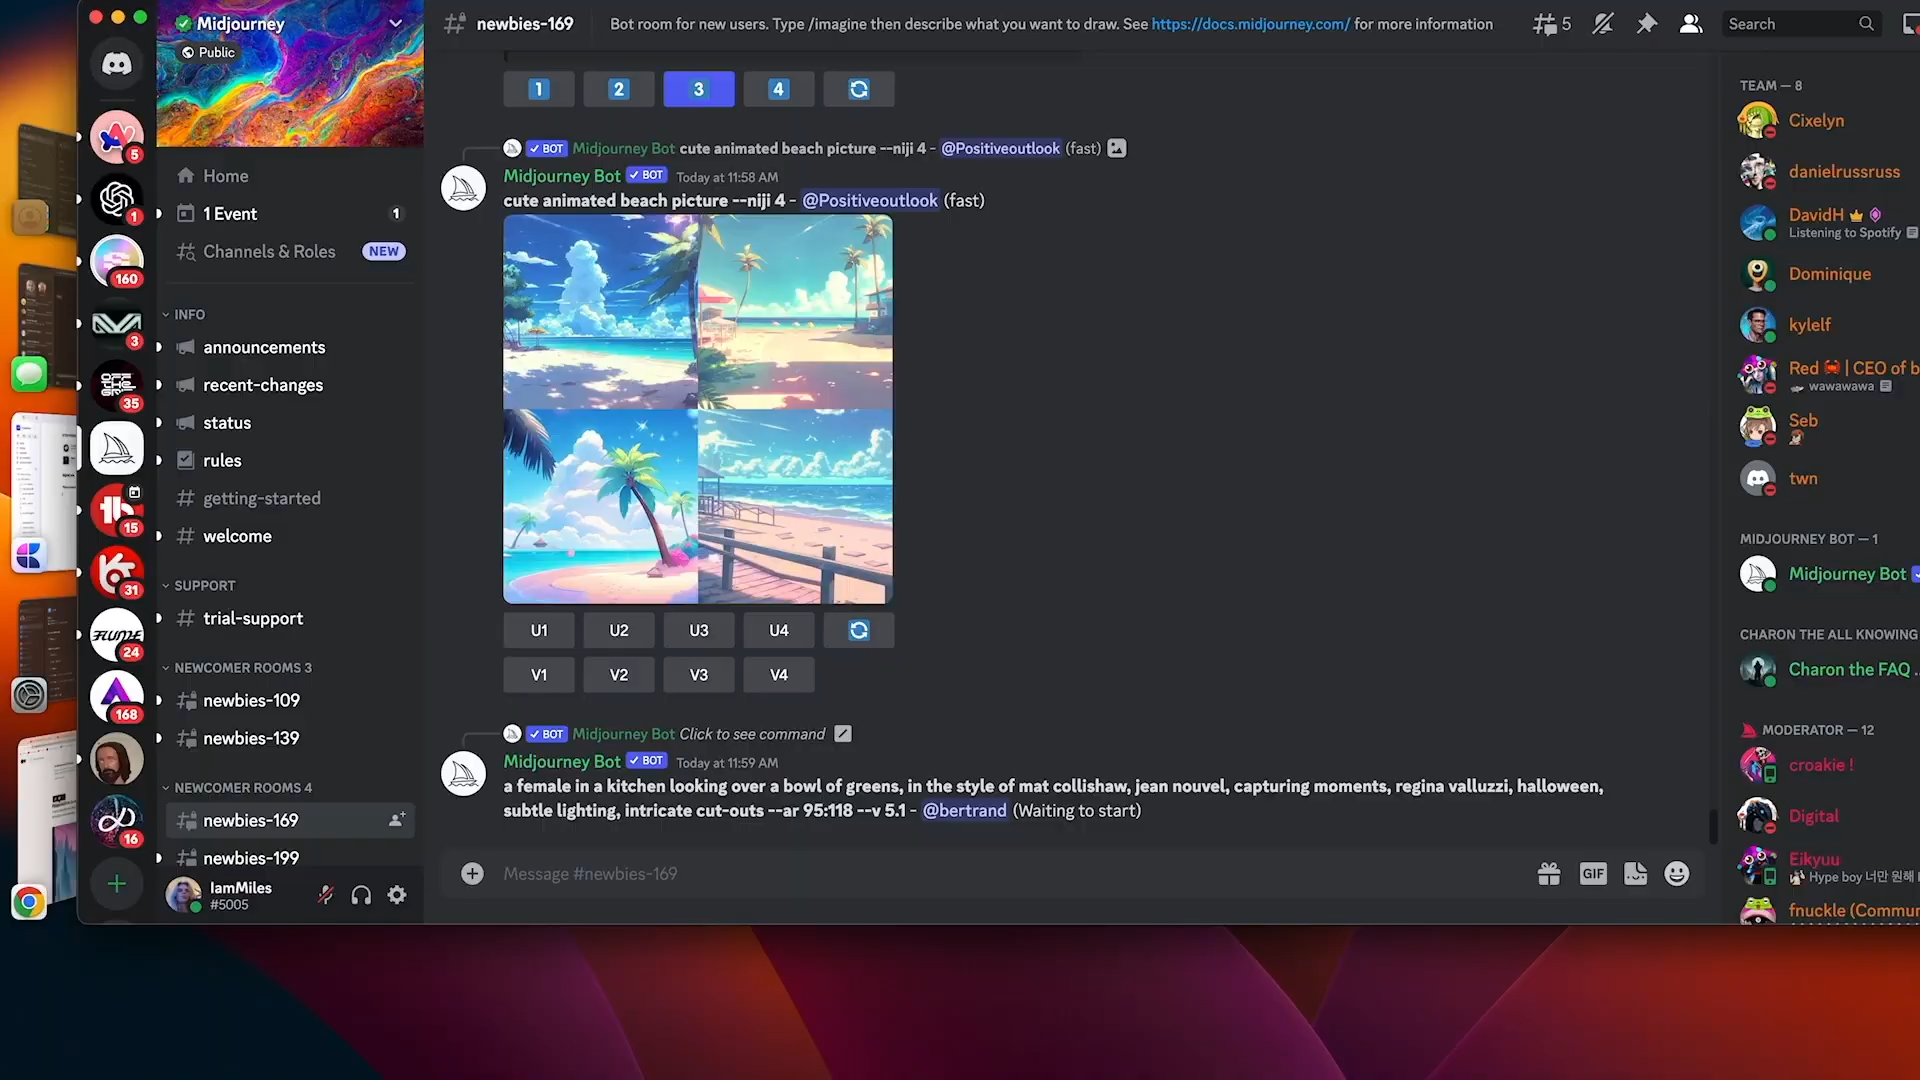 Midjourney
Public
5
1
160
3
OFF THE GRID
35
15
31
FLUME
24
168
16
Home
1 Event
1
Channels & Roles
NEW
INFO
announcements
recent-changes
status
rules
getting-started
welcome
SUPPORT
trial-support
NEWCOMER ROOMS 3
newbies-109
newbies-139
NEWCOMER ROOMS 4
newbies-169
newbies-199
IamMiles
#5005
newbies-169
Bot room for new users. Type /imagine then describe what you want to draw. See https://docs.midjourney.com/ for more information
5
Search
1 2 3 4
BOT Midjourney Bot cute animated beach picture --niji 4 - @Positiveoutlook (fast)
Midjourney Bot BOT Today at 11:58 AM
cute animated beach picture --niji 4 - @Positiveoutlook (fast)
U1 U2 U3 U4
V1 V2 V3 V4
BOT Midjourney Bot Click to see command
Midjourney Bot BOT Today at 11:59 AM
a female in a kitchen looking over a bowl of greens, in the style of mat collishaw, jean nouvel, capturing moments, regina valluzzi, halloween,
subtle lighting, intricate cut-outs --ar 95:118 --v 5.1 - @bertrand (Waiting to start)
Message #newbies-169
GIF
TEAM — 8
Cixelyn
danielrussruss
DavidH
Listening to Spotify
Dominique
kylelf
Red | CEO of b
wawawawa
Seb
twn
MIDJOURNEY BOT — 1
Midjourney Bot
CHARON THE ALL KNOWING
Charon the FAQ ..
MODERATOR — 12
croakie !
Digital
Eikyuu
Hype boy 너만 원해
fnuckle (Commun